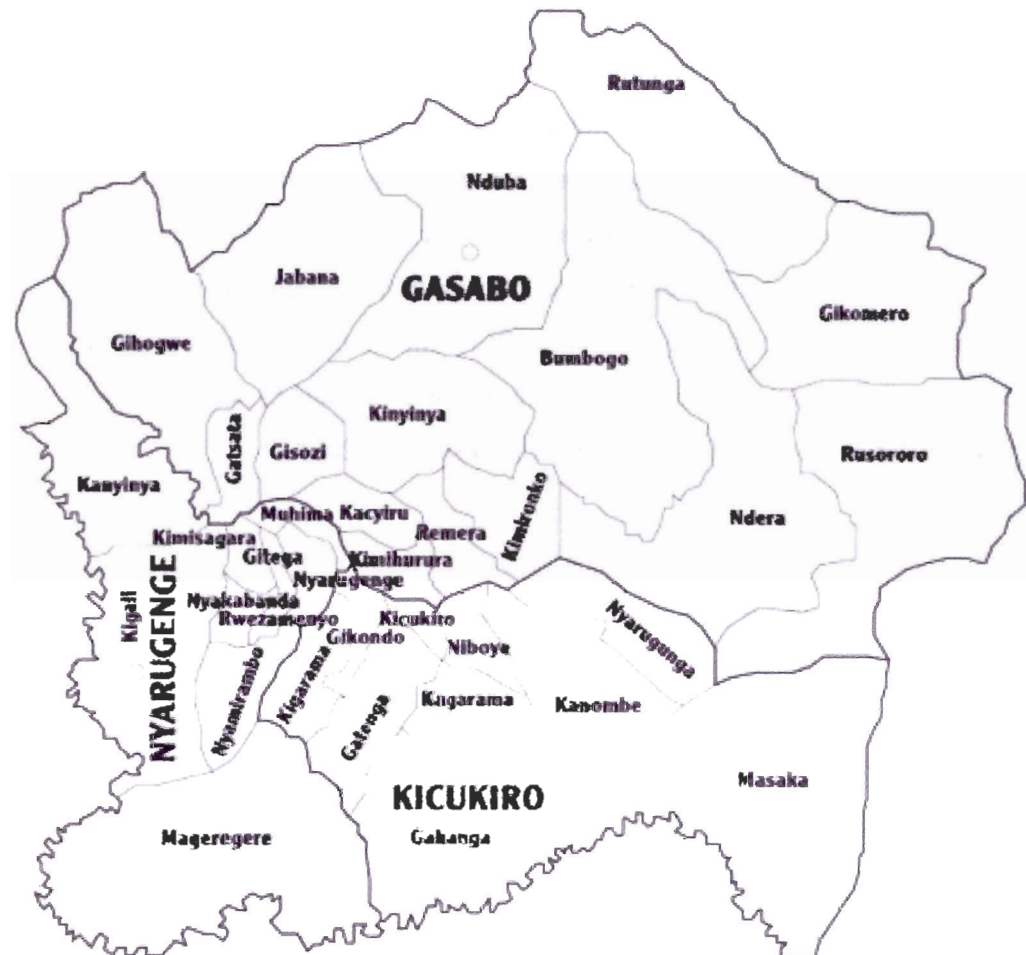 Rutunga
Nduba
Jabana
GASABO
Gikomero
Gihogwe
Bumbogo
Kinyinya
Gatsata
Gisozi
Rusororo
Kanyinya
Muhima
Kacyiru
Remera
Kimironko
Ndera
Kimisagara
Gitega
Kimihurura
Nyarugenge
Kigali
NYARUGENGE
Nyakabanda
Rwezamenyo
Gikondo
Kicukiro
Niboye
Nyarugunga
Nyamirambo
Kigarama
Gatenga
Kagarama
Kanombe
Masaka
KICUKIRO
Gahanga
Mageregere